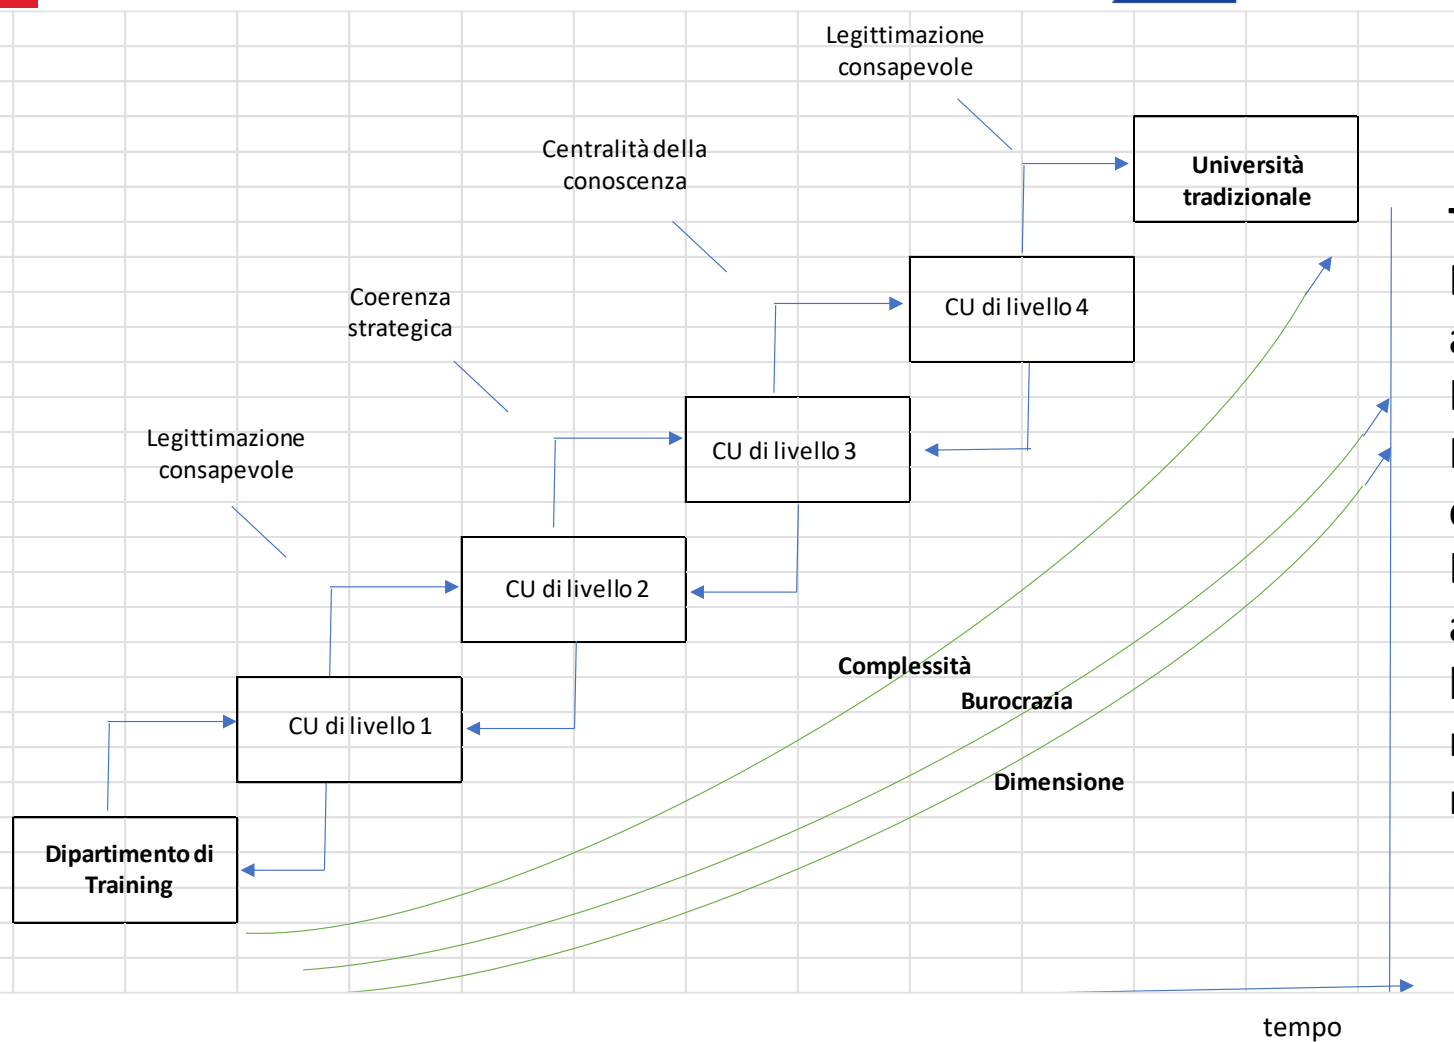 Legittimazione
consapevole
Centralità della
conoscenza
Università
tradizionale
Coerenza
strategica
CU di livello 4
Legittimazione
consapevole
CU di livello 3
CU di livello 2
Complessità
Burocrazia
CU di livello 1
Dimensione
Dipartimento di
Training
tempo